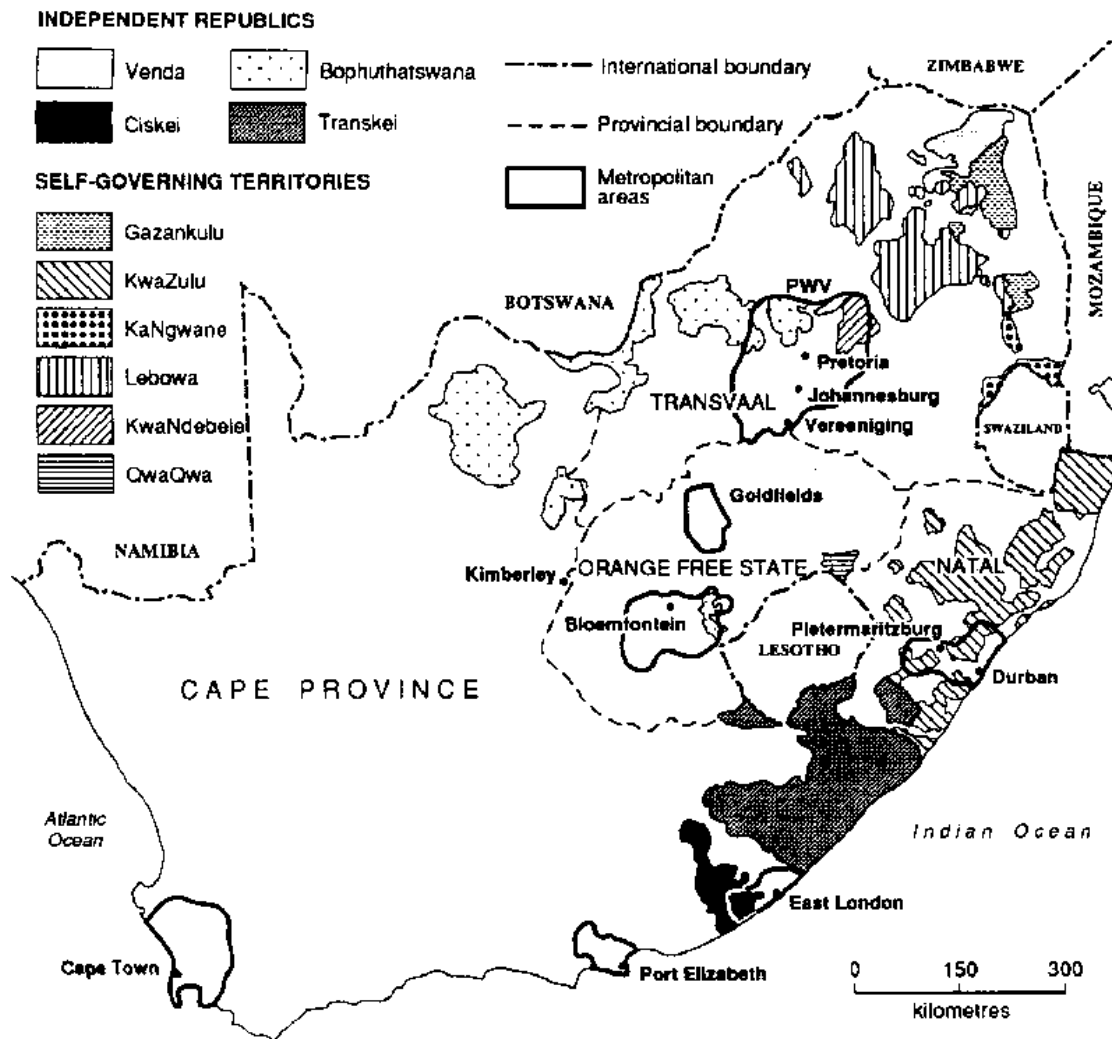 INDEPENDENT REPUBLICS
Venda
Bophuthatswana
Ciskei
Transkei
SELF-GOVERNING TERRITORIES
Gazankulu
KwaZulu
KaNgwane
Lebowa
KwaNdebele
QwaQwa
International boundary
Provincial boundary
Metropolitan
areas
ZIMBABWE
MOZAMBIQUE
BOTSWANA
PWV
Pretoria
TRANSVAAL
Johannesburg
Vereeniging
SWAZILAND
Goldfields
NAMIBIA
Kimberley
ORANGE FREE STATE
NATAL
Bloemfontein
Pietermaritzburg
LESOTHO
Durban
CAPE PROVINCE
Atlantic
Ocean
Indian Ocean
East London
Cape Town
Port Elizabeth
0 150 300
kilometres